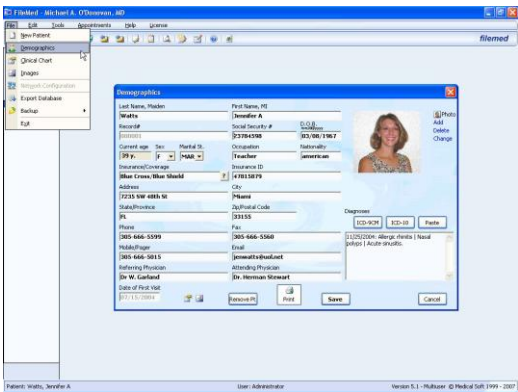 FileMed - Michael A. O'Donovan, MD
File Edit Tools Appointments Help License
New Patient
Demographics
Clinical Chart
Images
Network Configuration
Export Database
Backup
Exit
filemed
Demographics
Last Name, Maiden First Name, MI
Watts Jennifer A
Record# Social Security # D.O.B.
23784598 03/08/1967
Current age Sex Marital St. Occupation Nationality
39 y. F MAR Teacher american
Insurance/Coverage Insurance ID
Blue Cross/Blue Shield 47815879
Address City
7235 SW 48th St Miami
State/Province Zip/Postal Code
FL 33155
Phone Fax
305-666-5599 305-666-5560
Mobile/Pager Email
305-666-5015 jenwatts@aol.net
Referring Physician Attending Physician
Dr W. Garland Dr. Herman Stewart
Date of First Visit
07/15/2004
Remove Pt Print Save Cancel
Photo
Add
Delete
Change
Diagnoses
ICD-9CM ICD-10 Paste
11/25/2004: Allergic rhinitis | Nasal
polyps | Acute sinusitis.
Patient: Watts, Jennifer A User: Administrator Version 5.1 - Multiuser © Medical Soft 1999 - 2007